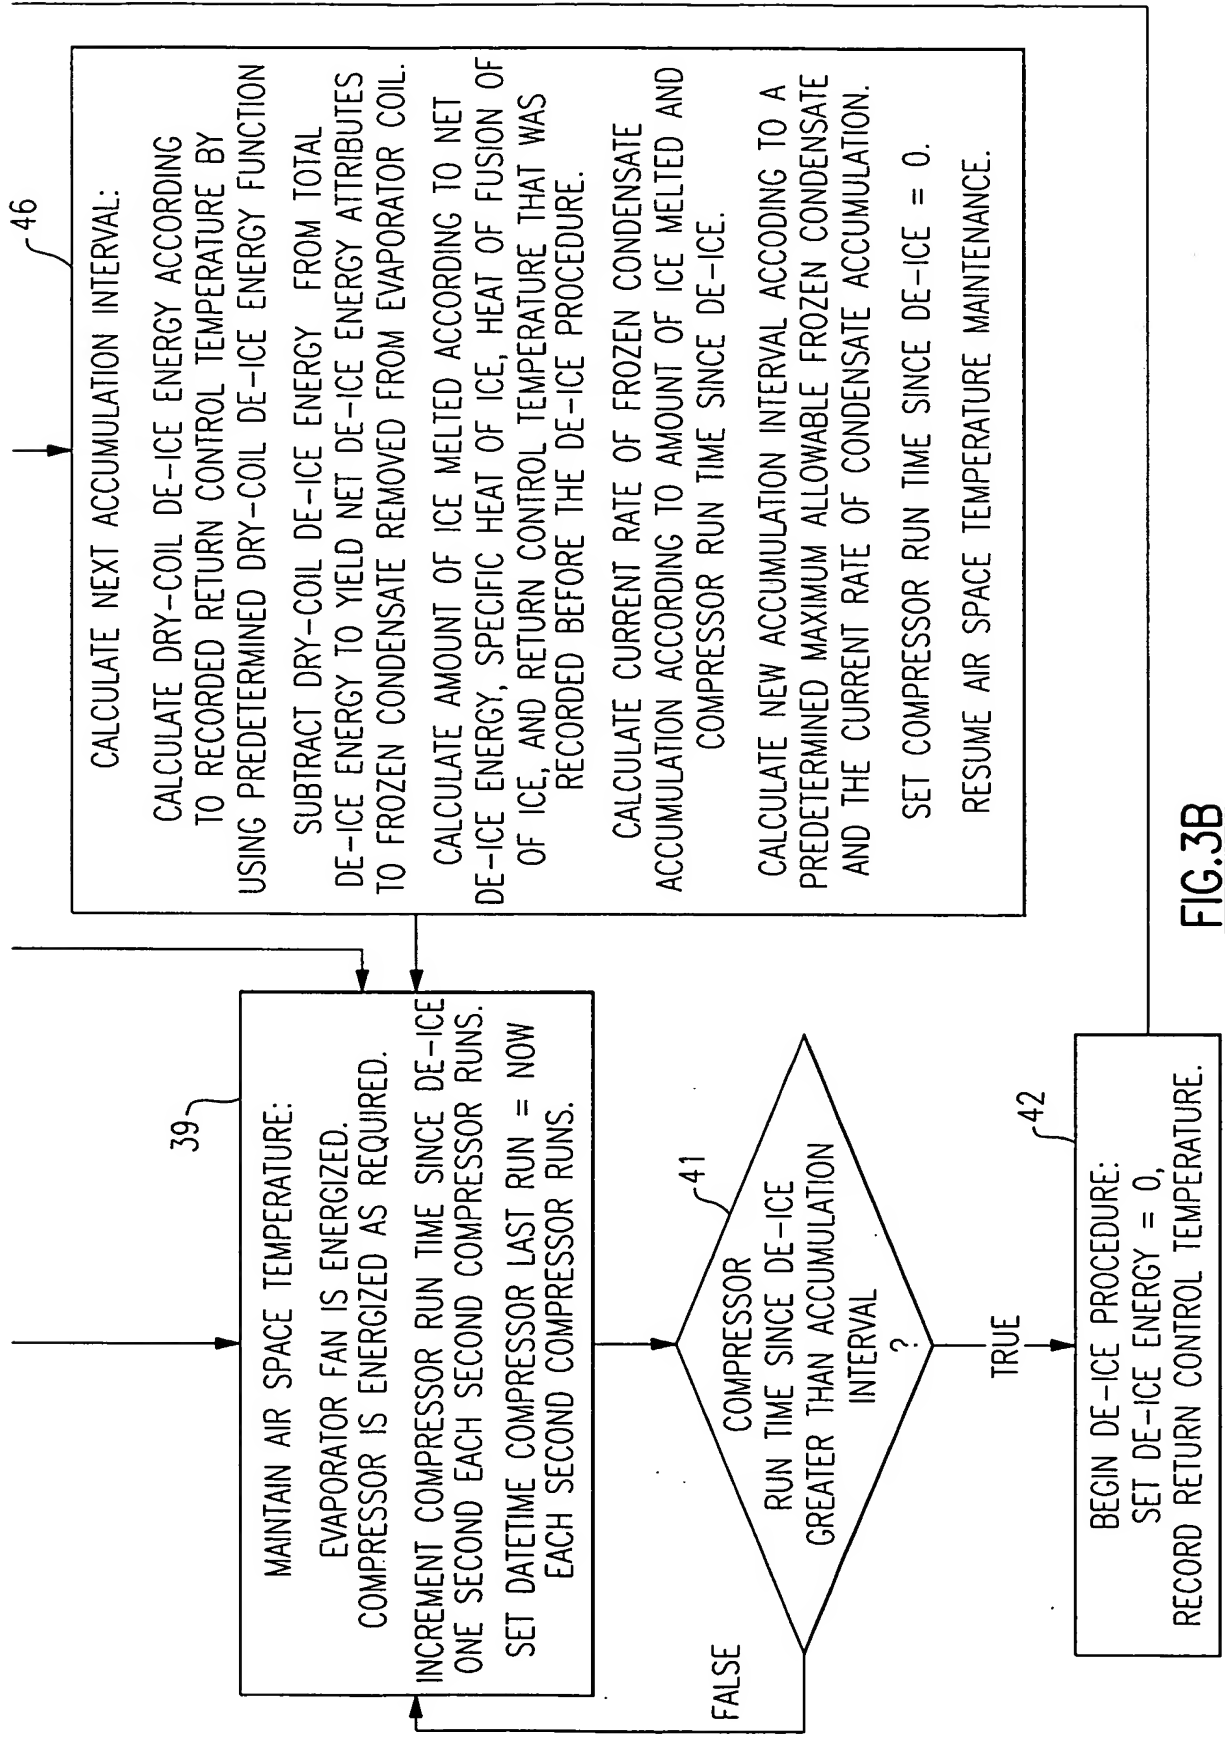 39
MAINTAIN AIR SPACE TEMPERATURE:
EVAPORATOR FAN IS ENERGIZED.
COMPRESSOR IS ENERGIZED AS REQUIRED.
INCREMENT COMPRESSOR RUN TIME SINCE DE-ICE
ONE SECOND EACH SECOND COMPRESSOR RUNS.
SET DATETIME COMPRESSOR LAST RUN = NOW
EACH SECOND COMPRESSOR RUNS.
41
COMPRESSOR
RUN TIME SINCE DE-ICE
GREATER THAN ACCUMULATION
INTERVAL
?
FALSE
TRUE
42
BEGIN DE-ICE PROCEDURE:
SET DE-ICE ENERGY = 0,
RECORD RETURN CONTROL TEMPERATURE.
46
CALCULATE NEXT ACCUMULATION INTERVAL:
CALCULATE DRY-COIL DE-ICE ENERGY ACCORDING
TO RECORDED RETURN CONTROL TEMPERATURE BY
USING PREDETERMINED DRY-COIL DE-ICE ENERGY FUNCTION
SUBTRACT DRY-COIL DE-ICE ENERGY FROM TOTAL
DE-ICE ENERGY TO YIELD NET DE-ICE ENERGY ATTRIBUTES
TO FROZEN CONDENSATE REMOVED FROM EVAPORATOR COIL.
CALCULATE AMOUNT OF ICE MELTED ACCORDING TO NET
DE-ICE ENERGY, SPECIFIC HEAT OF ICE, HEAT OF FUSION OF
OF ICE, AND RETURN CONTROL TEMPERATURE THAT WAS
RECORDED BEFORE THE DE-ICE PROCEDURE.
CALCULATE CURRENT RATE OF FROZEN CONDENSATE
ACCUMULATION ACCORDING TO AMOUNT OF ICE MELTED AND
COMPRESSOR RUN TIME SINCE DE-ICE.
CALCULATE NEW ACCUMULATION INTERVAL ACCODING TO A
PREDETERMINED MAXIMUM ALLOWABLE FROZEN CONDENSATE
AND THE CURRENT RATE OF CONDENSATE ACCUMULATION.
SET COMPRESSOR RUN TIME SINCE DE-ICE = 0.
RESUME AIR SPACE TEMPERATURE MAINTENANCE.
FIG.3B